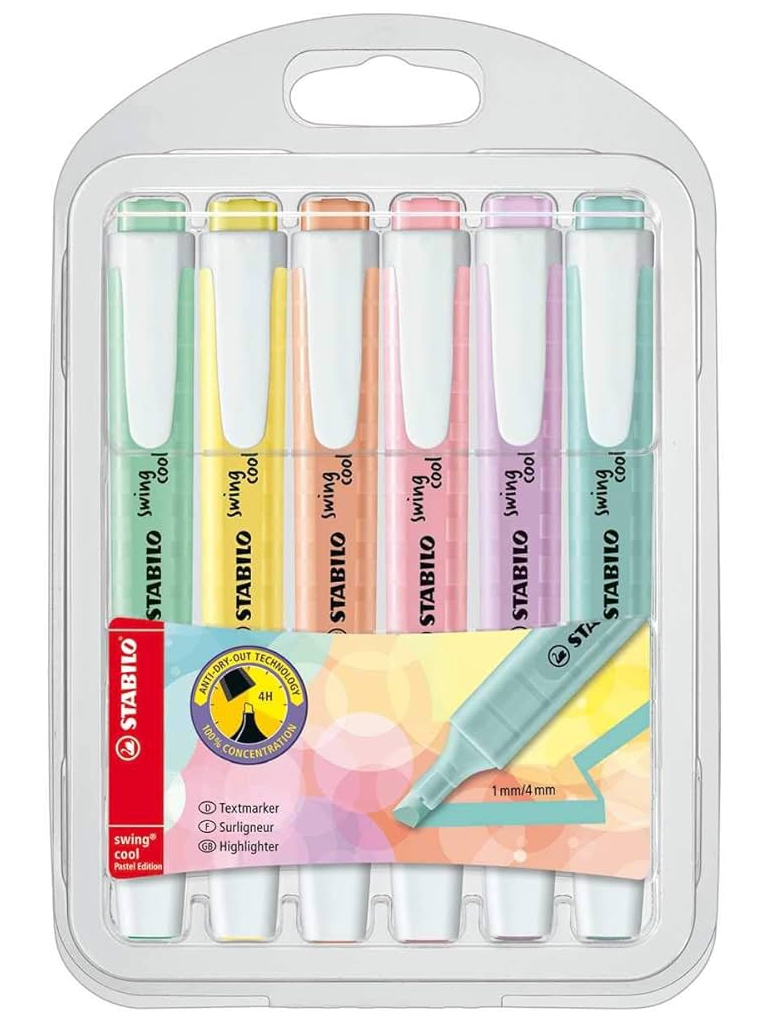 swing cool
STABILO
swing cool
STABILO
swing cool
STABILO
swing cool
STABILO
swing cool
STABILO
swing cool
STABILO
STABILO
ANTI-DRY-OUT TECHNOLOGY
4H
100% CONCENTRATION
STA
1 mm/4 mm
D Textmarker
F Surligneur
GB Highlighter
swing®
cool
Pastel Edition